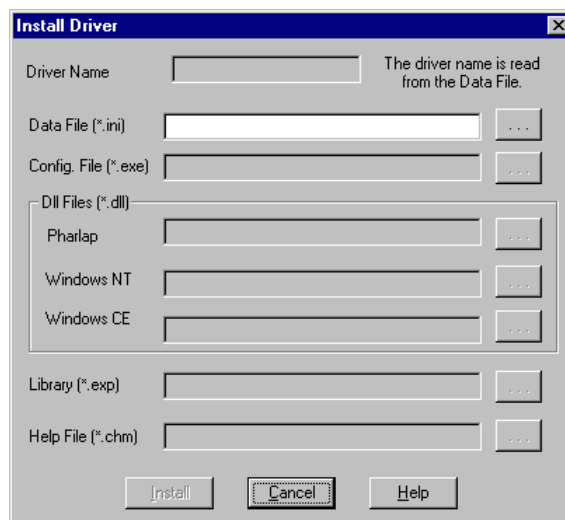 Install Driver
Driver Name
The driver name is read
from the Data File.
Data File (*.ini)
...
Config. File (*.exe)
...
Dll Files (*.dll)
Pharlap
...
Windows NT
...
Windows CE
...
Library (*.exp)
...
Help File (*.chm)
...
Install
Cancel
Help